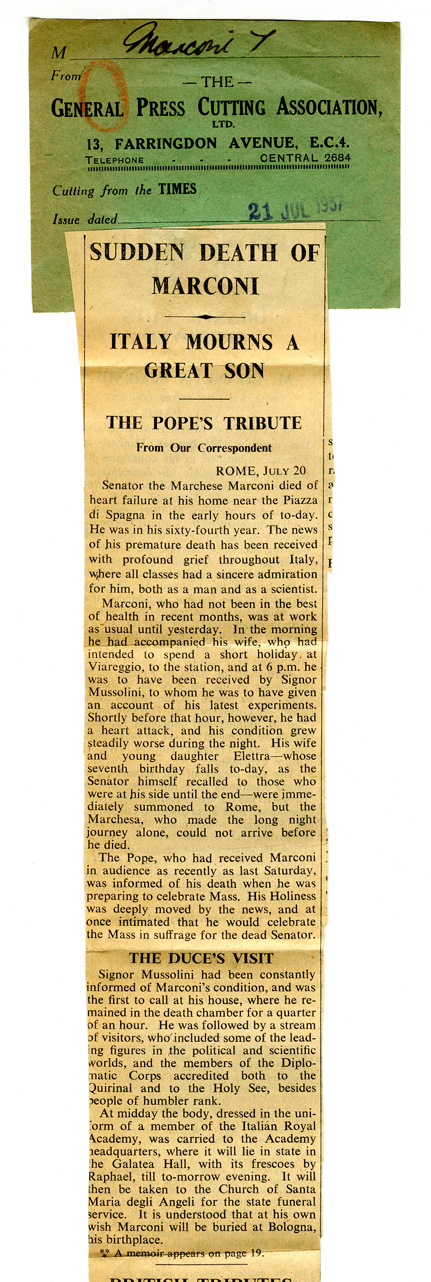 M Marconi
From
— THE —
GENERAL PRESS CUTTING ASSOCIATION,
LTD.
13, FARRINGDON AVENUE, E.C.4.
TELEPHONE - - - CENTRAL 2684
Cutting from the TIMES
Issue dated 21 JUL 1937
SUDDEN DEATH OF
MARCONI
ITALY MOURNS A
GREAT SON
THE POPE'S TRIBUTE
From Our Correspondent
ROME, JULY 20
Senator the Marchese Marconi died of
heart failure at his home near the Piazza
di Spagna in the early hours of to-day.
He was in his sixty-fourth year. The news
of his premature death has been received
with profound grief throughout Italy,
where all classes had a sincere admiration
for him, both as a man and as a scientist.
Marconi, who had not been in the best
of health in recent months, was at work
as usual until yesterday. In the morning
he had accompanied his wife, who had
intended to spend a short holiday at
Viareggio, to the station, and at 6 p.m. he
was to have been received by Signor
Mussolini, to whom he was to have given
an account of his latest experiments.
Shortly before that hour, however, he had
a heart attack, and his condition grew
steadily worse during the night. His wife
and young daughter Elettra—whose
seventh birthday falls to-day, as the
Senator himself recalled to those who
were at his side until the end—were imme-
diately summoned to Rome, but the
Marchesa, who made the long night
journey alone, could not arrive before
he died.
The Pope, who had received Marconi
in audience as recently as last Saturday,
was informed of his death when he was
preparing to celebrate Mass. His Holiness
was deeply moved by the news, and at
once intimated that he would celebrate
the Mass in suffrage for the dead Senator.
THE DUCE'S VISIT
Signor Mussolini had been constantly
informed of Marconi's condition, and was
the first to call at his house, where he re-
mained in the death chamber for a quarter
of an hour. He was followed by a stream
of visitors, who included some of the lead-
ing figures in the political and scientific
worlds, and the members of the Diplo-
matic Corps accredited both to the
Quirinal and to the Holy See, besides
people of humbler rank.
At midday the body, dressed in the uni-
form of a member of the Italian Royal
Academy, was carried to the Academy
headquarters, where it will lie in state in
the Galatea Hall, with its frescoes by
Raphael, till to-morrow evening. It will
then be taken to the Church of Santa
Maria degli Angeli for the state funeral
service. It is understood that at his own
wish Marconi will be buried at Bologna,
his birthplace.
⁂ A memoir appears on page 19.
BRITISH TRIBUTES